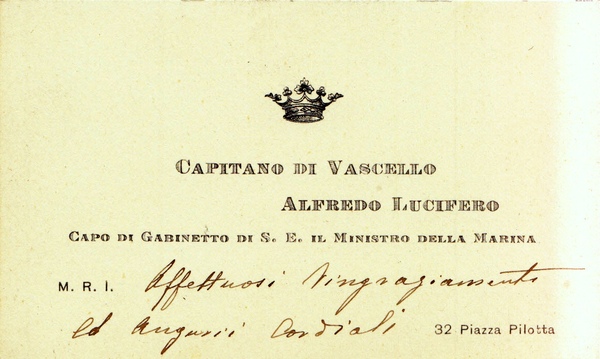 CAPITANO DI VASCELLO
ALFREDO LUCIFERO
CAPO DI GABINETTO DI S. E. IL MINISTRO DELLA MARINA
M. R. I. Affettuosi ringraziamenti
ed Augurii Cordiali 32 Piazza Pilotta